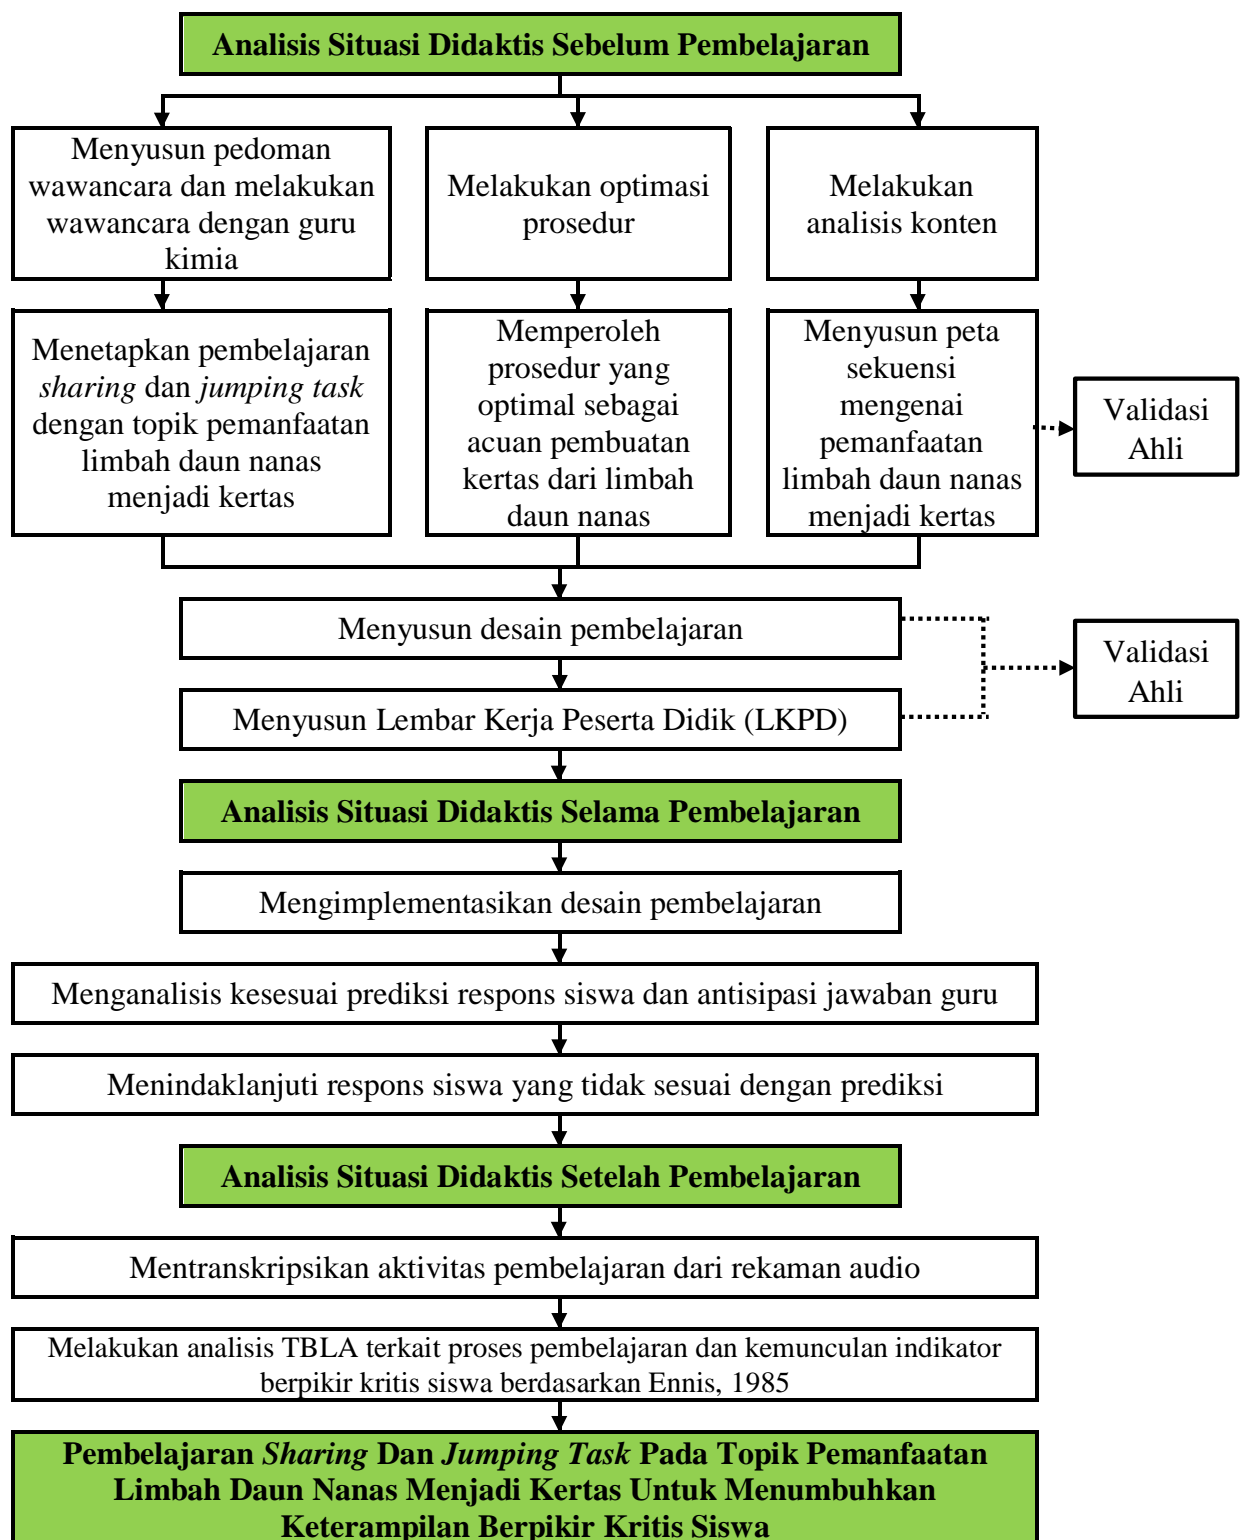 Analisis Situasi Didaktis Sebelum Pembelajaran
Menyusun pedoman
wawancara dan melakukan
wawancara dengan guru
kimia
Melakukan optimasi
prosedur
Melakukan
analisis konten
Menetapkan pembelajaran
sharing dan jumping task
dengan topik pemanfaatan
limbah daun nanas
menjadi kertas
Memperoleh
prosedur yang
optimal sebagai
acuan pembuatan
kertas dari limbah
daun nanas
Menyusun peta
sekuensi
mengenai
pemanfaatan
limbah daun nanas
menjadi kertas
Validasi
Ahli
Menyusun desain pembelajaran
Menyusun Lembar Kerja Peserta Didik (LKPD)
Validasi
Ahli
Analisis Situasi Didaktis Selama Pembelajaran
Mengimplementasikan desain pembelajaran
Menganalisis kesesuai prediksi respons siswa dan antisipasi jawaban guru
Menindaklanjuti respons siswa yang tidak sesuai dengan prediksi
Analisis Situasi Didaktis Setelah Pembelajaran
Mentranskripsikan aktivitas pembelajaran dari rekaman audio
Melakukan analisis TBLA terkait proses pembelajaran dan kemunculan indikator
berpikir kritis siswa berdasarkan Ennis, 1985
Pembelajaran Sharing Dan Jumping Task Pada Topik Pemanfaatan
Limbah Daun Nanas Menjadi Kertas Untuk Menumbuhkan
Keterampilan Berpikir Kritis Siswa